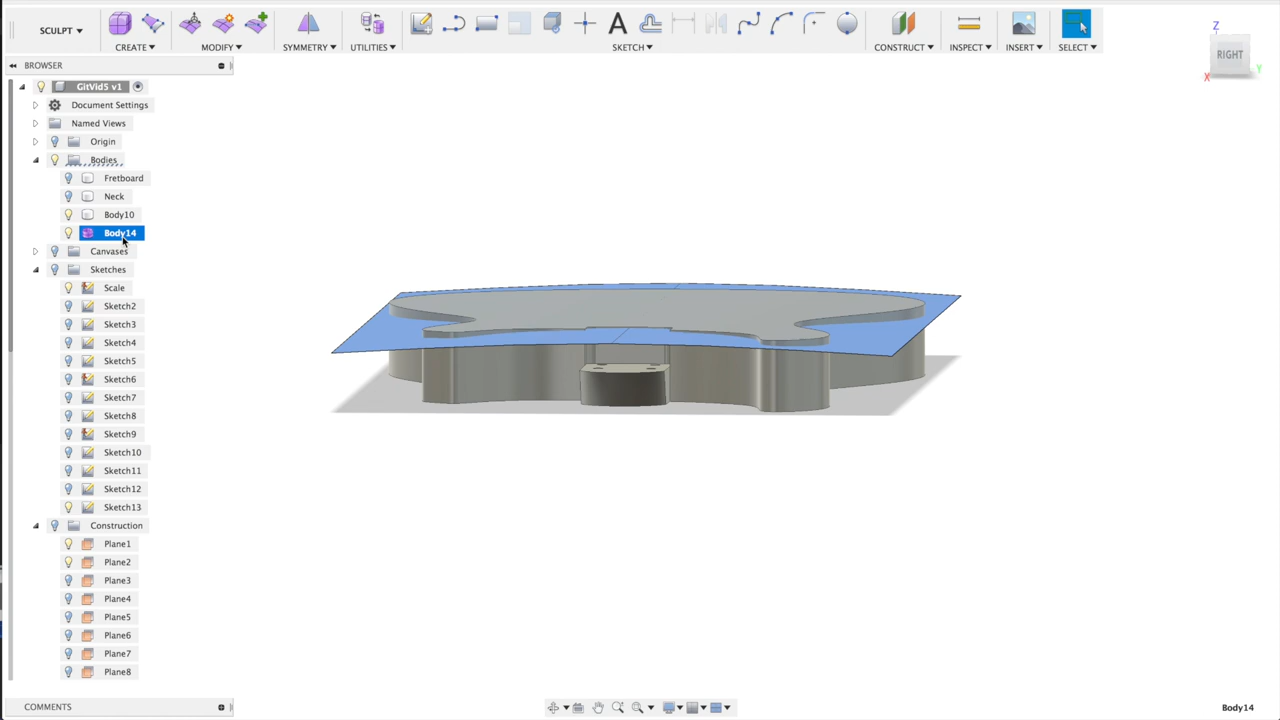 SCULPT
CREATE
MODIFY
SYMMETRY
UTILITIES
SKETCH
CONSTRUCT
INSPECT
INSERT
SELECT
BROWSER
GitVid5 v1
Document Settings
Named Views
Origin
Bodies
Fretboard
Neck
Body10
Body14
Canvases
Sketches
Scale
Sketch2
Sketch3
Sketch4
Sketch5
Sketch6
Sketch7
Sketch8
Sketch9
Sketch10
Sketch11
Sketch12
Sketch13
Construction
Plane1
Plane2
Plane3
Plane4
Plane5
Plane6
Plane7
Plane8
COMMENTS
Z
RIGHT
X
Y
Body14